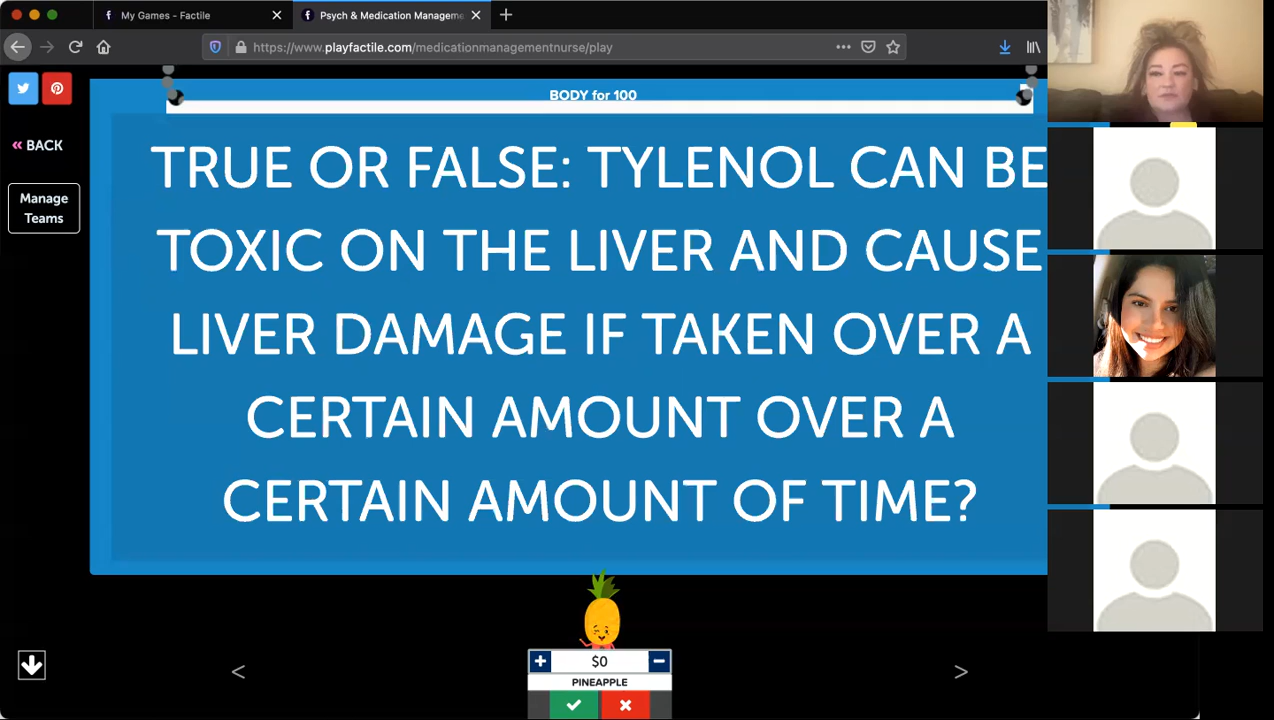 My Games - Factile
Psych & Medication Manageme
https://www.playfactile.com/medicationmanagementnurse/play
BODY for 100
« BACK
Manage
Teams
TRUE OR FALSE: TYLENOL CAN BE
TOXIC ON THE LIVER AND CAUSE
LIVER DAMAGE IF TAKEN OVER A
CERTAIN AMOUNT OVER A
CERTAIN AMOUNT OF TIME?
$0
PINEAPPLE